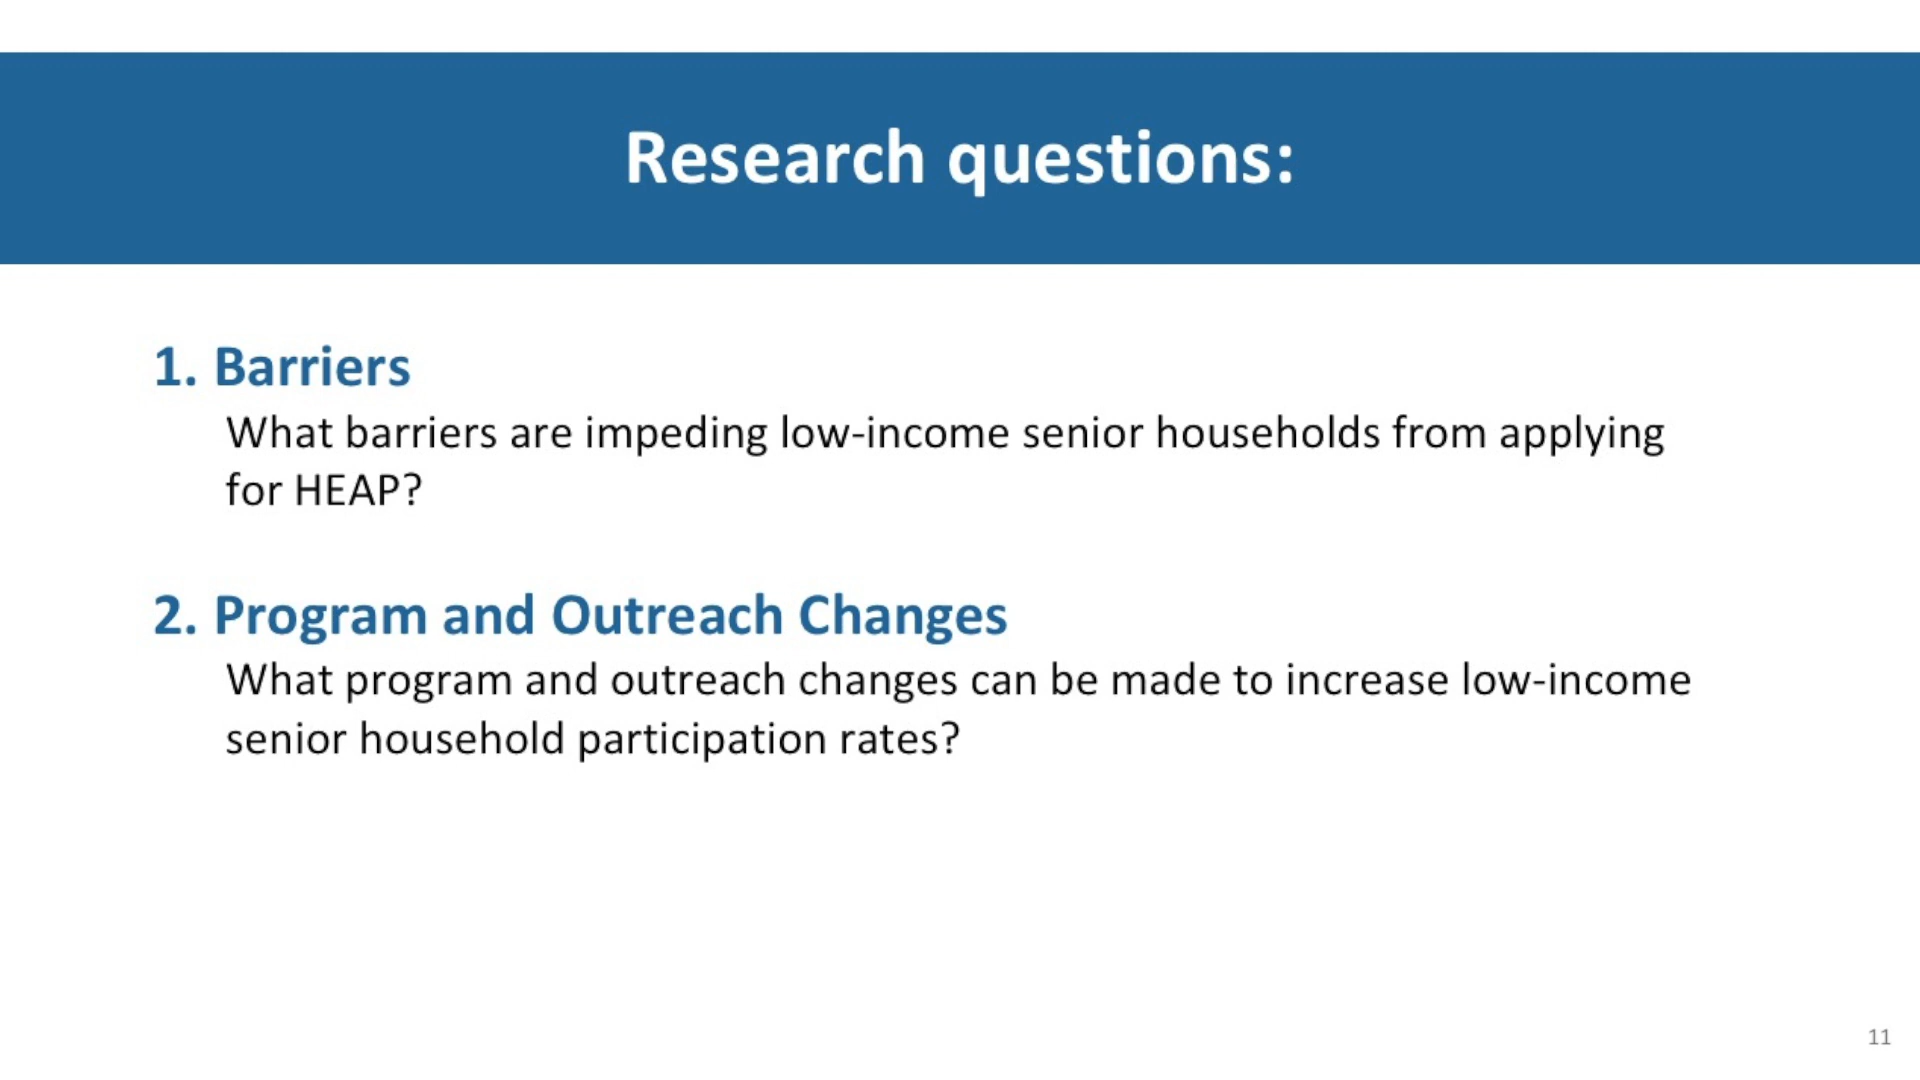 Research questions:
1. Barriers
What barriers are impeding low-income senior households from applying
for HEAP?
2. Program and Outreach Changes
What program and outreach changes can be made to increase low-income
senior household participation rates?
11